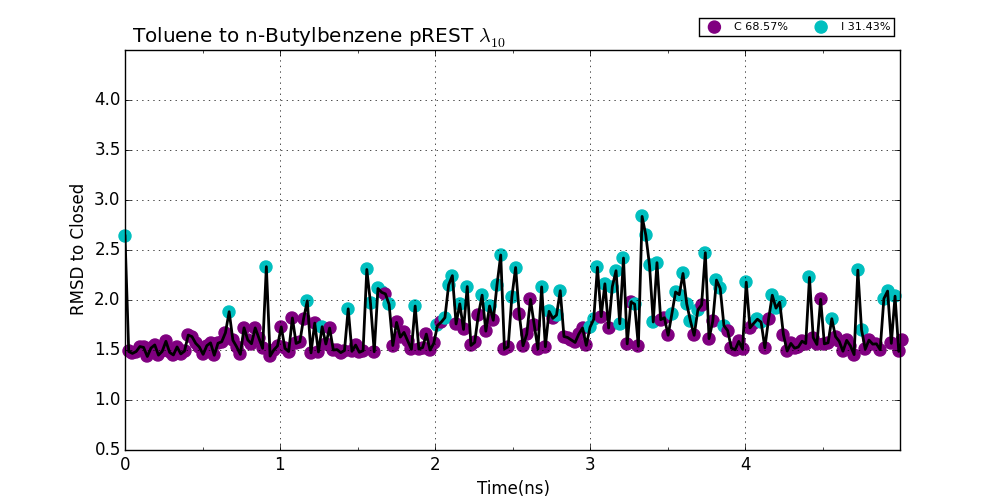 Toluene to n-Butylbenzene pREST λ10
C 68.57% I 31.43%
RMSD to Closed
4.0
3.5
3.0
2.5
2.0
1.5
1.0
0.5
0 1 2 3 4
Time(ns)